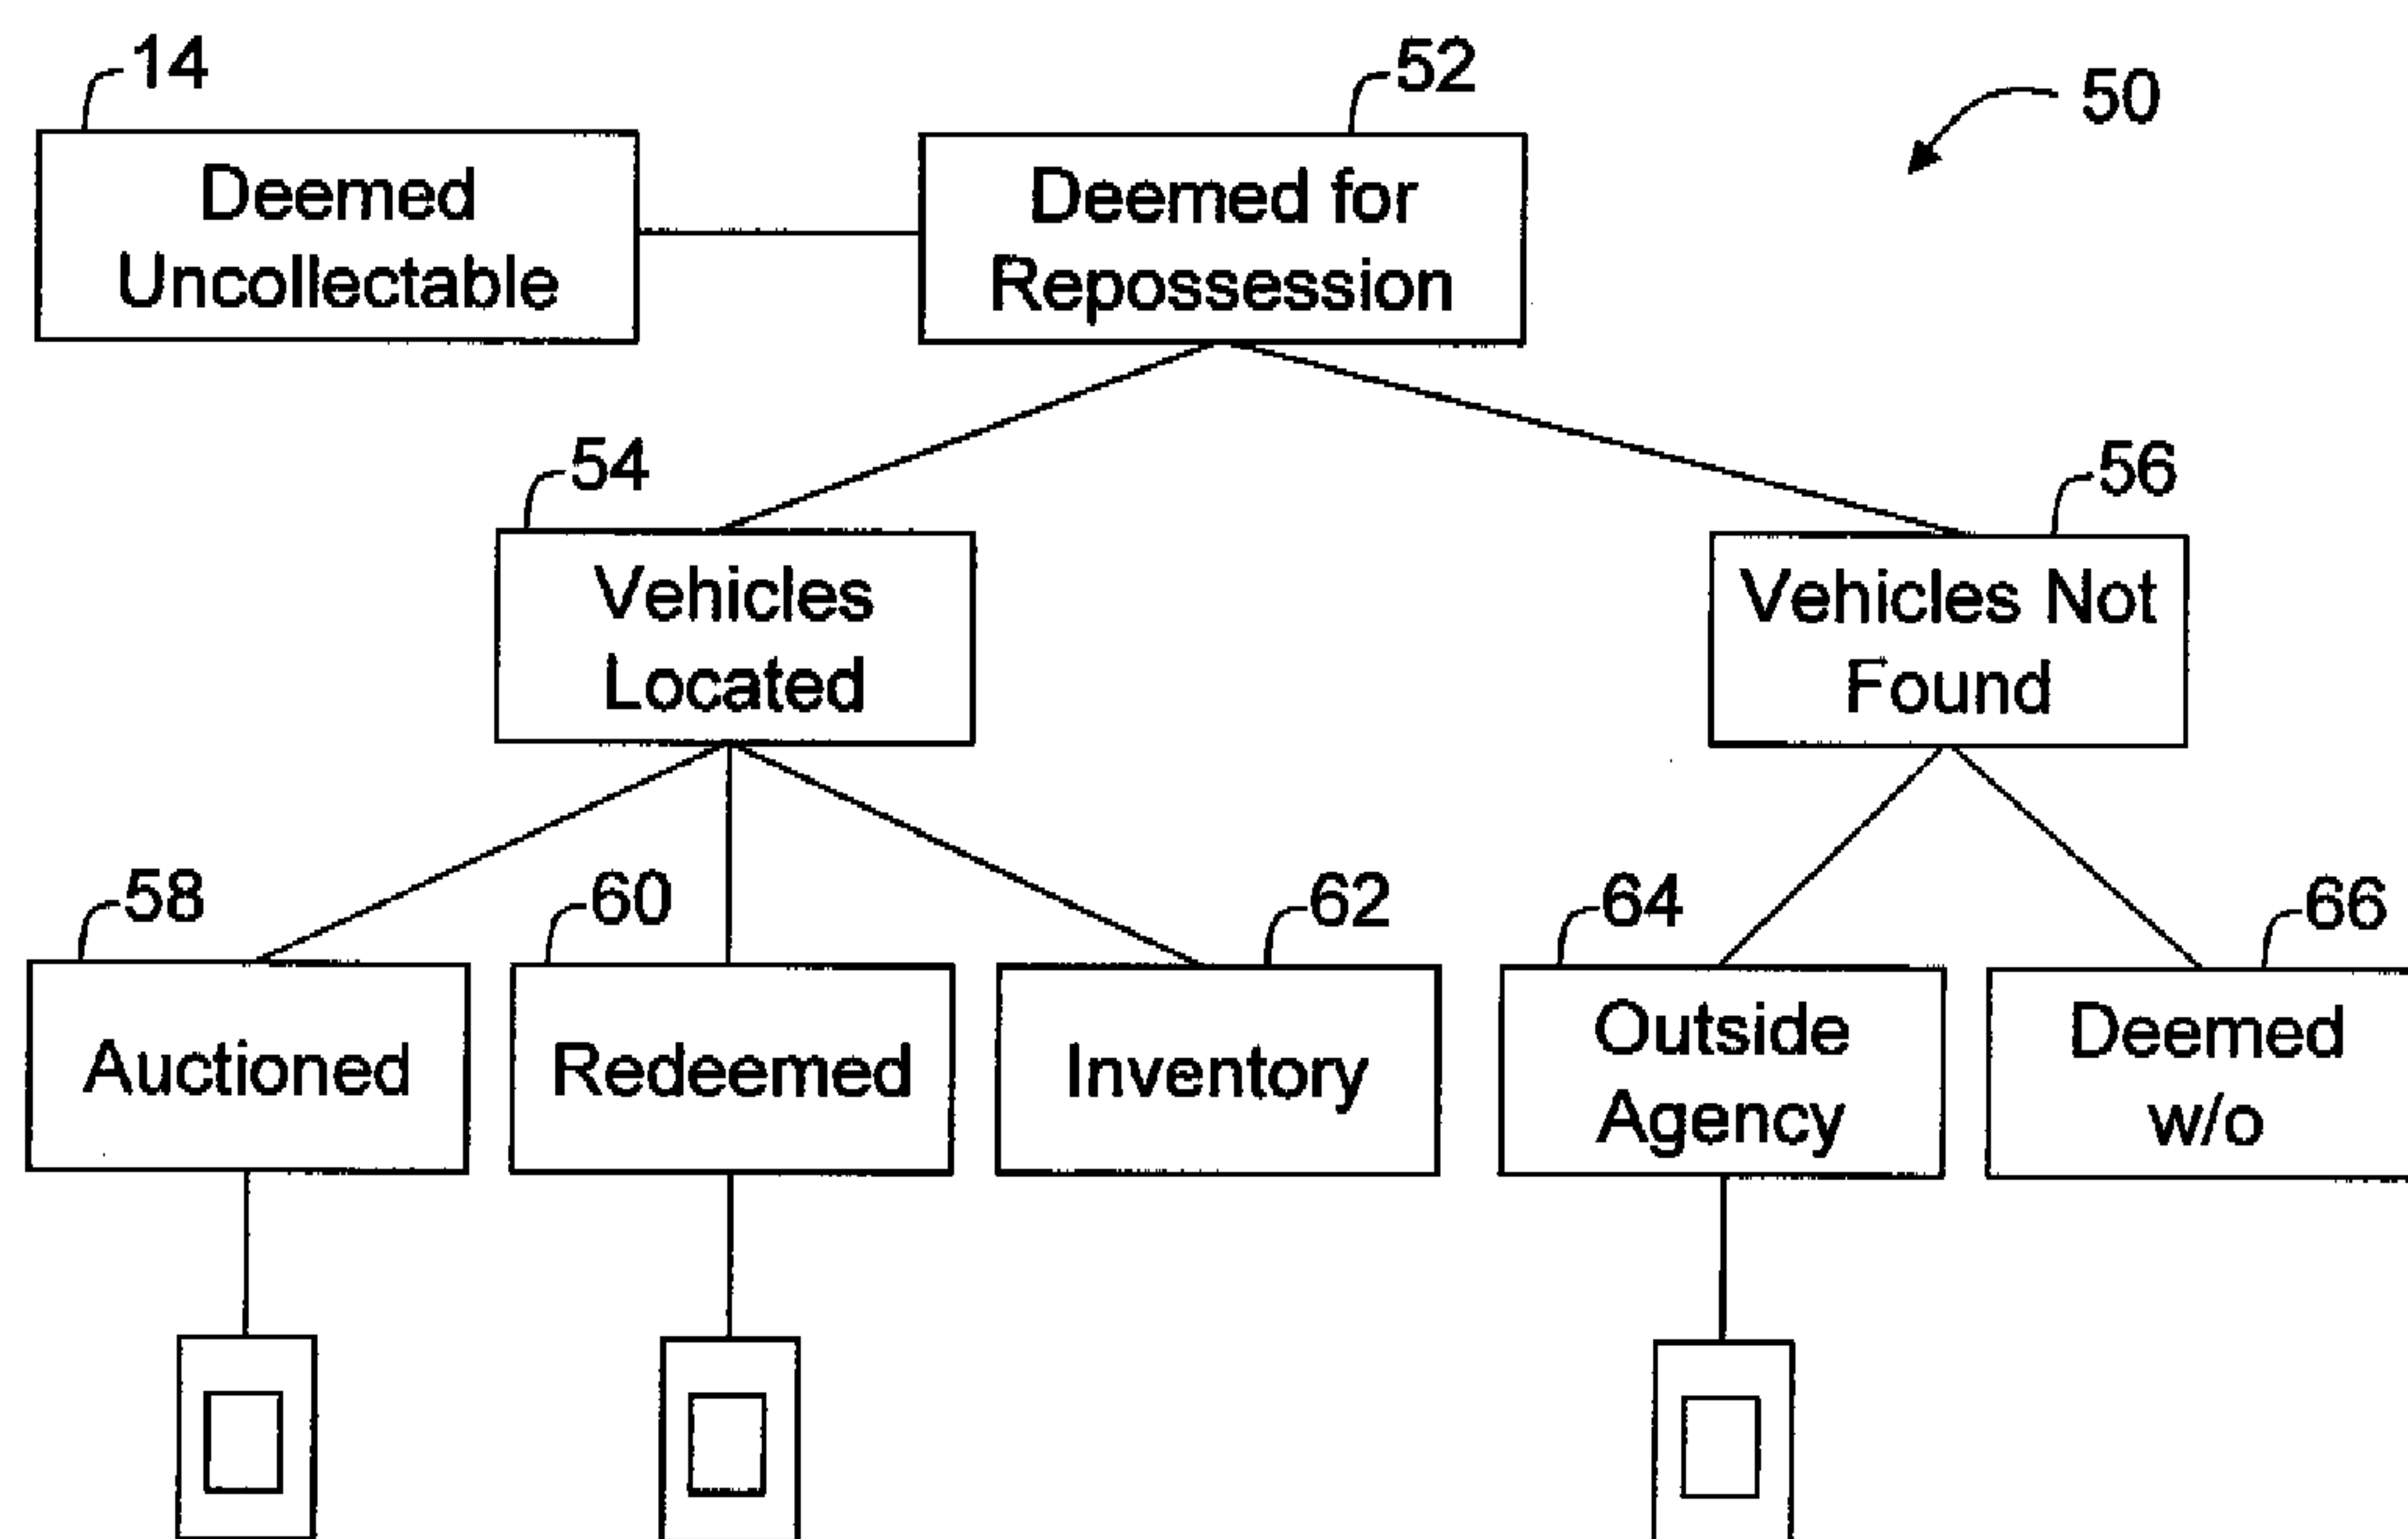 14
52
50
Deemed
Uncollectable
Deemed for
Repossession
54
56
Vehicles
Located
Vehicles Not
Found
58
60
62
64
66
Auctioned
Redeemed
Inventory
Outside
Agency
Deemed
w/o